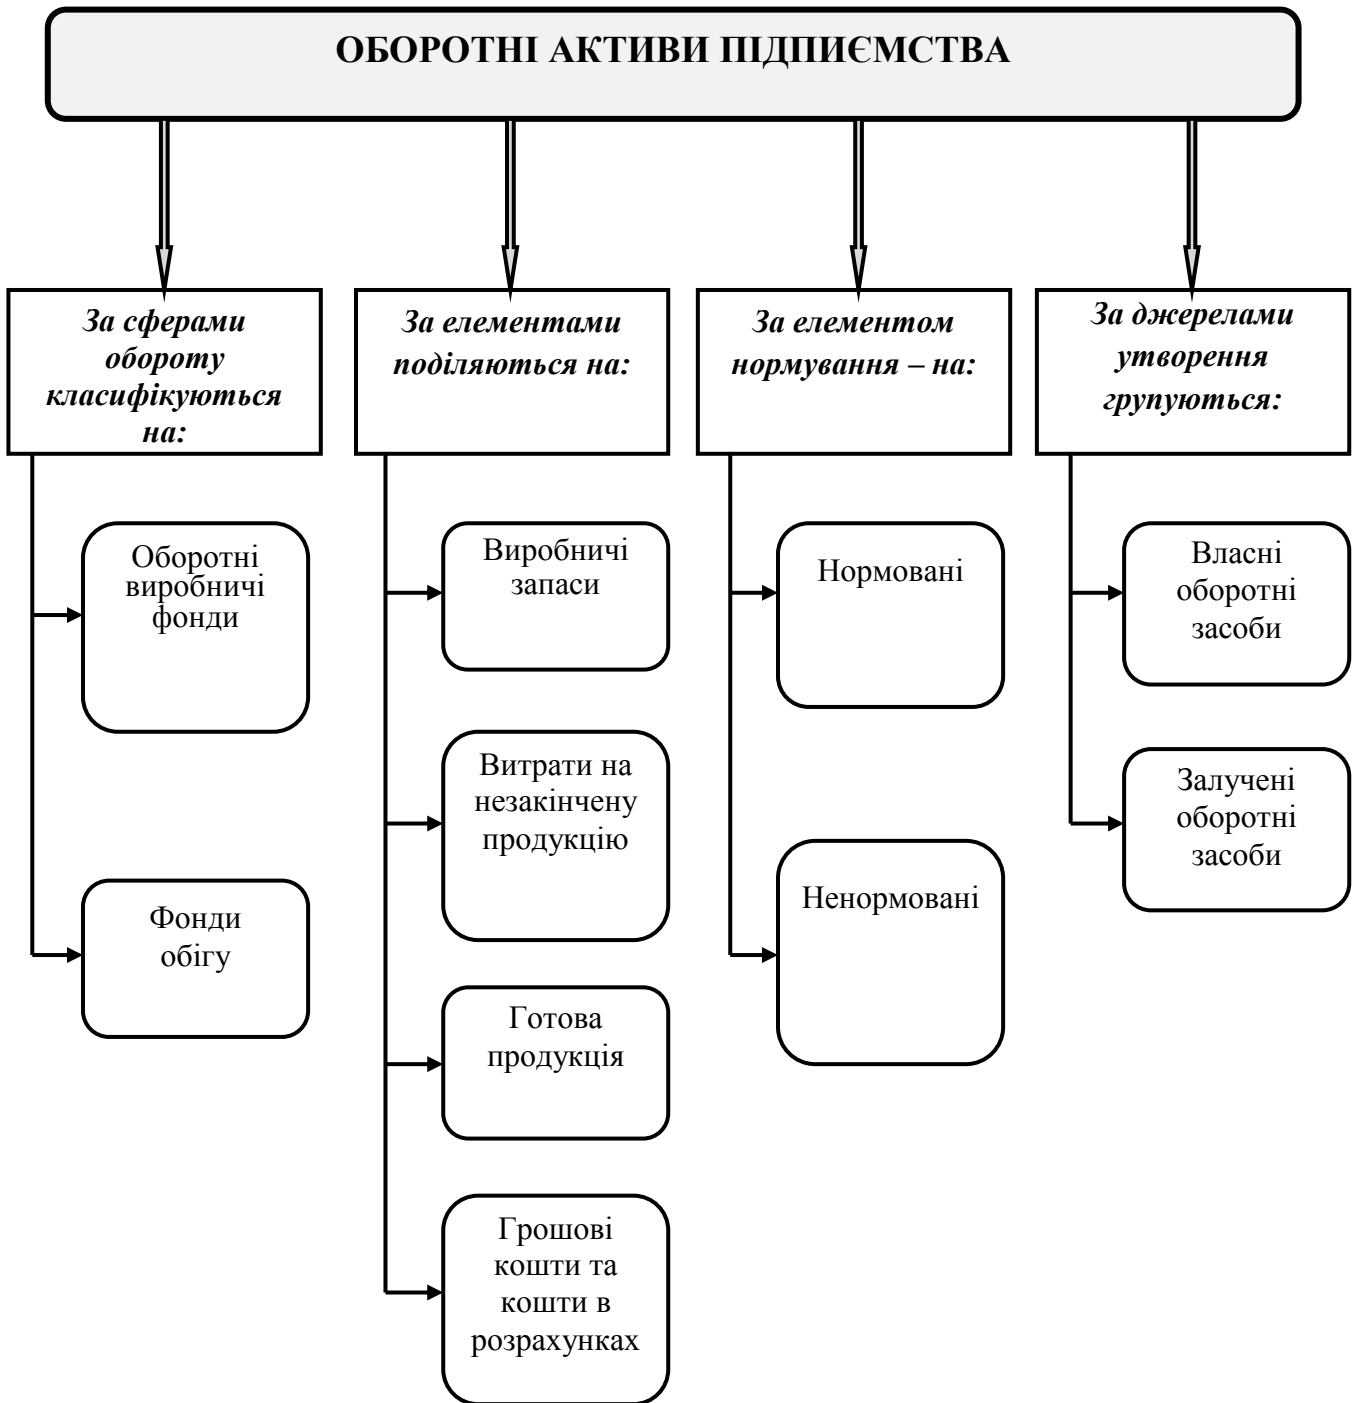 ОБОРОТНІ АКТИВИ ПІДПИЄМСТВА
За сферами
обороту
класифікуються
на:
За елементами
поділяються на:
За елементом
нормування – на:
За джерелами
утворення
групуються:
Оборотні
виробничі
фонди
Фонди
обігу
Виробничі
запаси
Витрати на
незакінчену
продукцію
Готова
продукція
Грошові
кошти та
кошти в
розрахунках
Нормовані
Ненормовані
Власні
оборотні
засоби
Залучені
оборотні
засоби